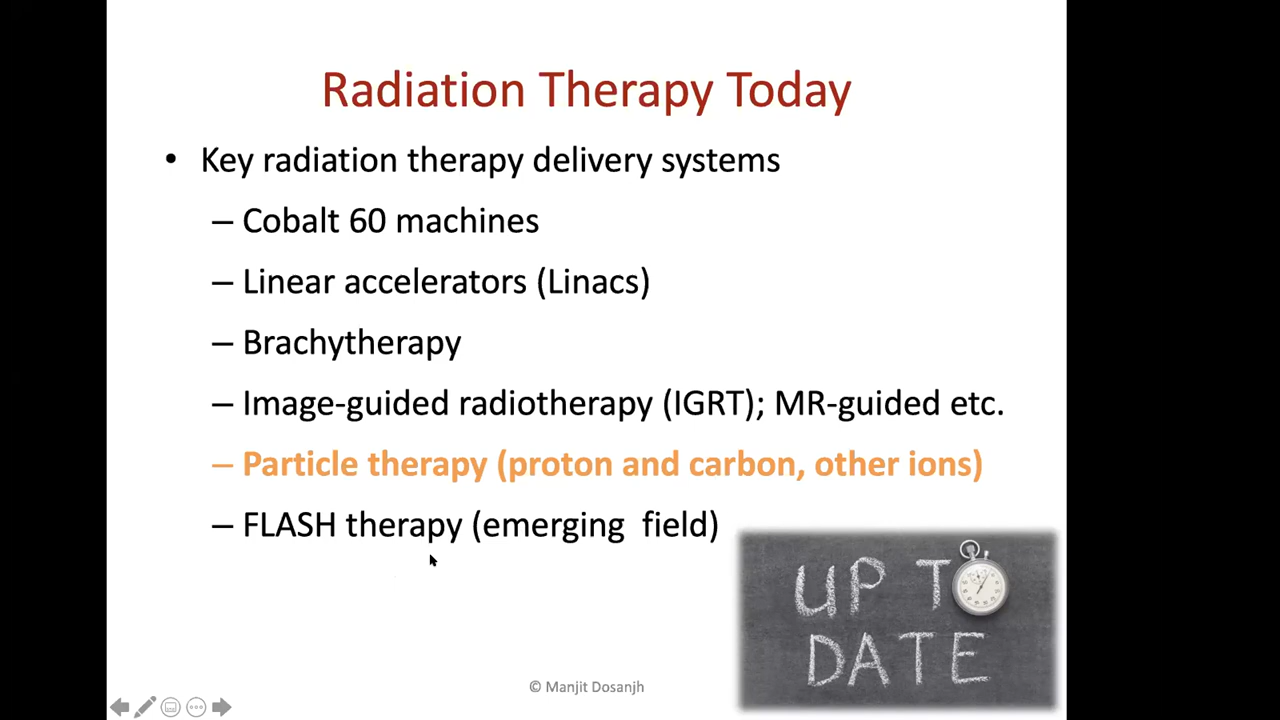 Radiation Therapy Today
• Key radiation therapy delivery systems
– Cobalt 60 machines
– Linear accelerators (Linacs)
– Brachytherapy
– Image-guided radiotherapy (IGRT); MR-guided etc.
– Particle therapy (proton and carbon, other ions)
– FLASH therapy (emerging  field)
UP TO
DATE
© Manjit Dosanjh